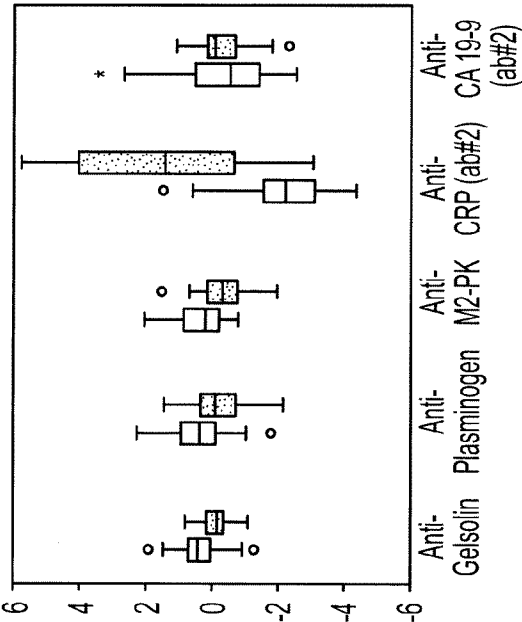 6
4
2
0
-2
-4
-6
Anti-
Gelsolin
Anti-
Plasminogen
Anti-
M2-PK
Anti-
CRP (ab#2)
Anti-
CA 19-9
(ab#2)